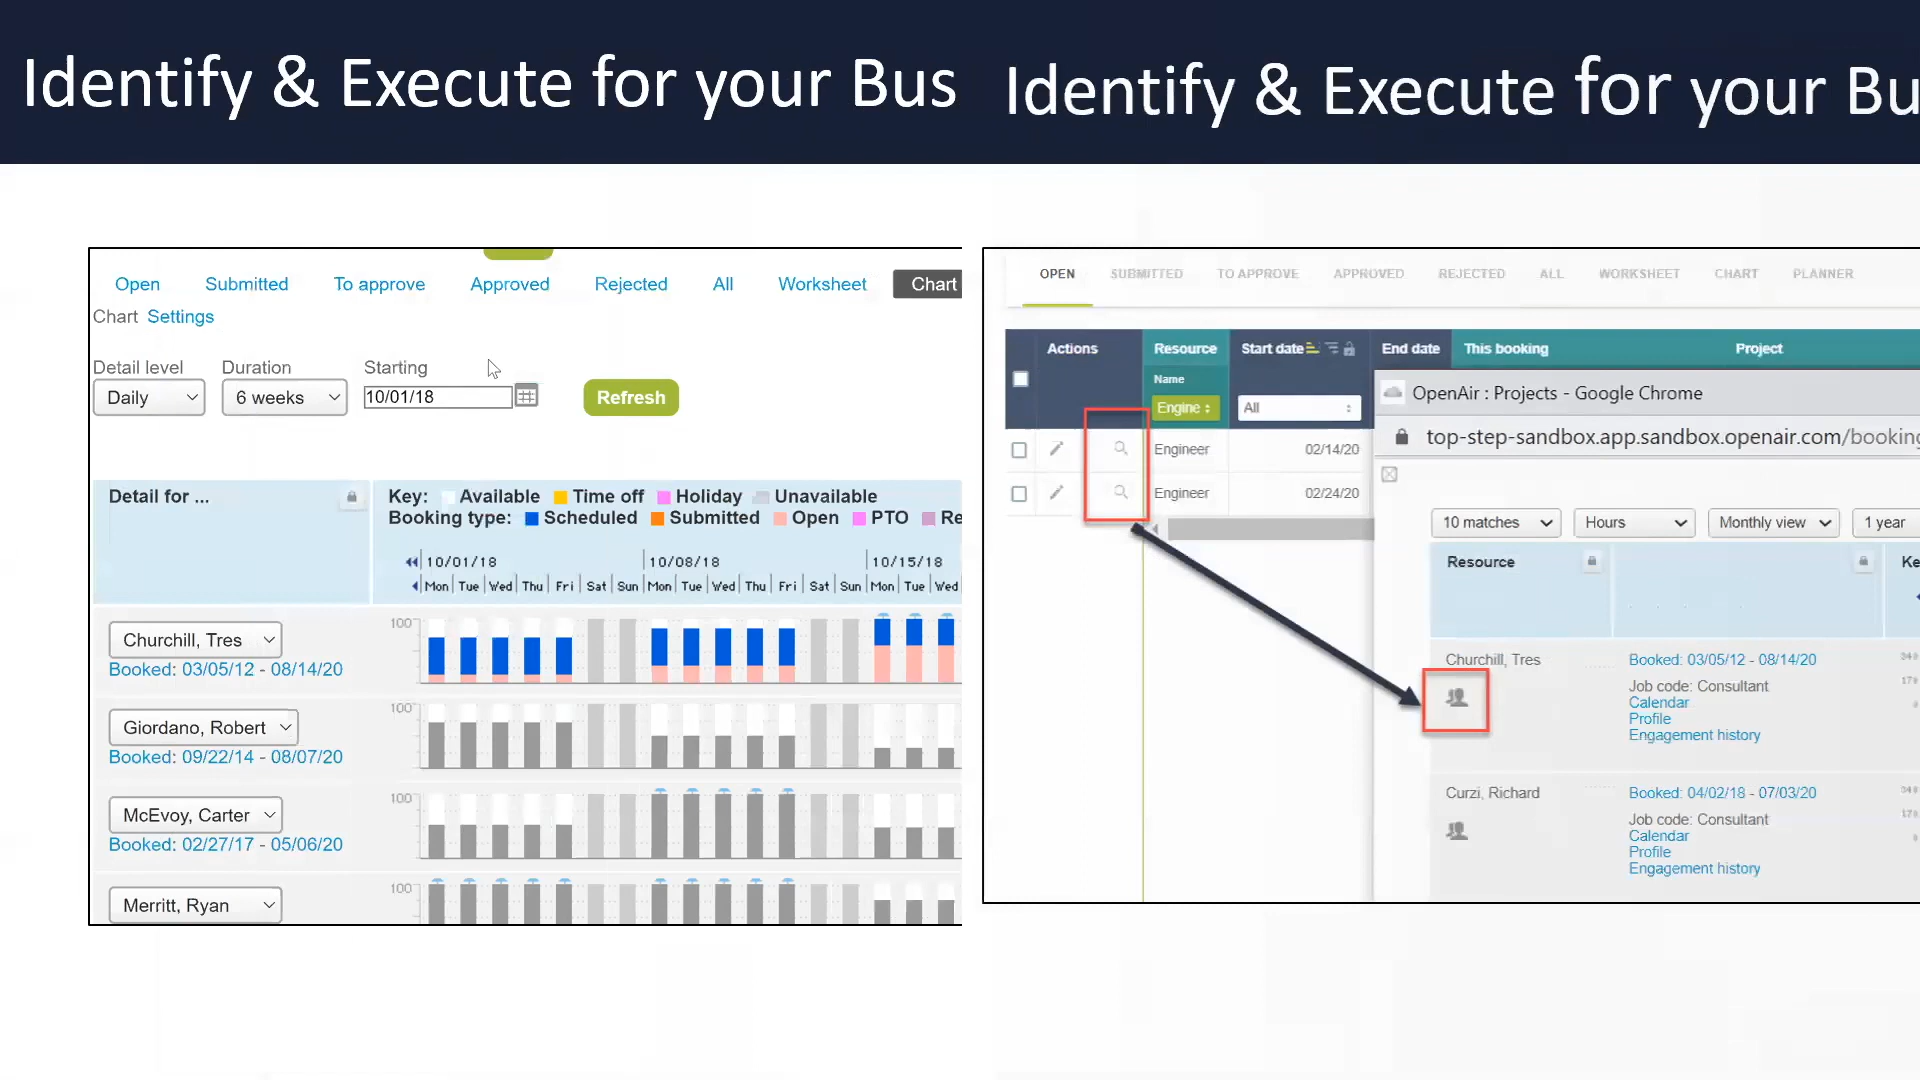 Identify & Execute for your Bus
Identify & Execute for your Bu
Open Submitted To approve Approved Rejected All Worksheet Chart
Chart Settings
Detail level Duration Starting
Daily 6 weeks 10/01/18 Refresh
Detail for ...
Key: Available Time off Holiday Unavailable
Booking type: Scheduled Submitted Open PTO Re
10/01/18 10/08/18 10/15/18
Mon Tue Wed Thu Fri Sat Sun Mon Tue Wed Thu Fri Sat Sun Mon Tue Wed
Churchill, Tres
100
Booked: 03/05/12 - 08/14/20
Giordano, Robert
100
Booked: 09/22/14 - 08/07/20
McEvoy, Carter
100
Booked: 02/27/17 - 05/06/20
Merritt, Ryan
100
OPEN SUBMITTED TO APPROVE APPROVED REJECTED ALL WORKSHEET CHART PLANNER
Actions Resource Start date End date This booking Project
Name
Engine All
Engineer 02/14/20
Engineer 02/24/20
OpenAir : Projects - Google Chrome
top-step-sandbox.app.sandbox.openair.com/booking
10 matches Hours Monthly view 1 year
Resource Ke
Churchill, Tres Booked: 03/05/12 - 08/14/20
Job code: Consultant
Calendar
Profile
Engagement history
Curzi, Richard Booked: 04/02/18 - 07/03/20
Job code: Consultant
Calendar
Profile
Engagement history